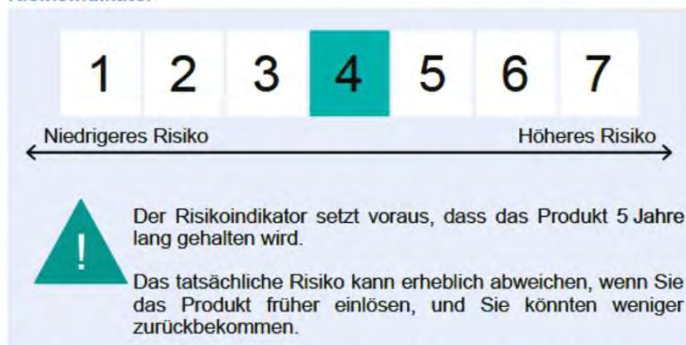 1 2 3 4 5 6 7
Niedrigeres Risiko Höheres Risiko
Der Risikoindikator setzt voraus, dass das Produkt 5 Jahre
lang gehalten wird.
!
Das tatsächliche Risiko kann erheblich abweichen, wenn Sie
das Produkt früher einlösen, und Sie könnten weniger
zurückbekommen.